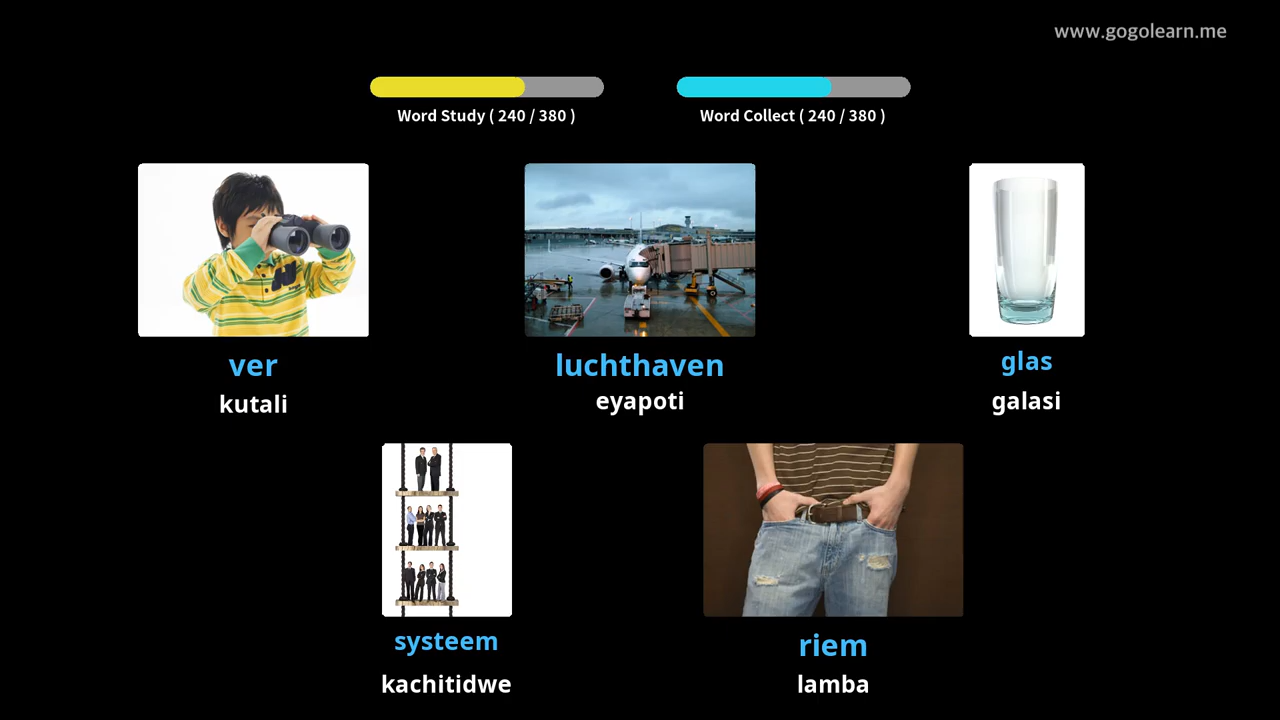 www.gogolearn.me
Word Study ( 240 / 380 )
Word Collect ( 240 / 380 )
ver
kutali
luchthaven
eyapoti
glas
galasi
systeem
kachitidwe
riem
lamba